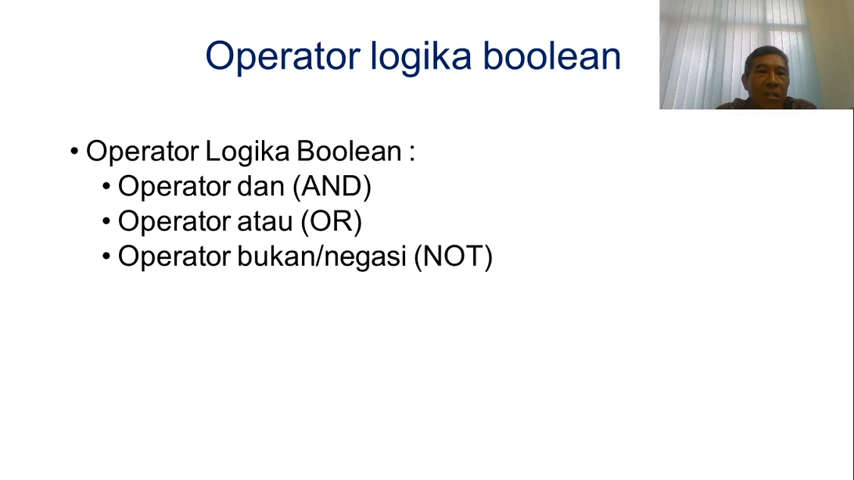 Operator logika boolean
• Operator Logika Boolean :
• Operator dan (AND)
• Operator atau (OR)
• Operator bukan/negasi (NOT)